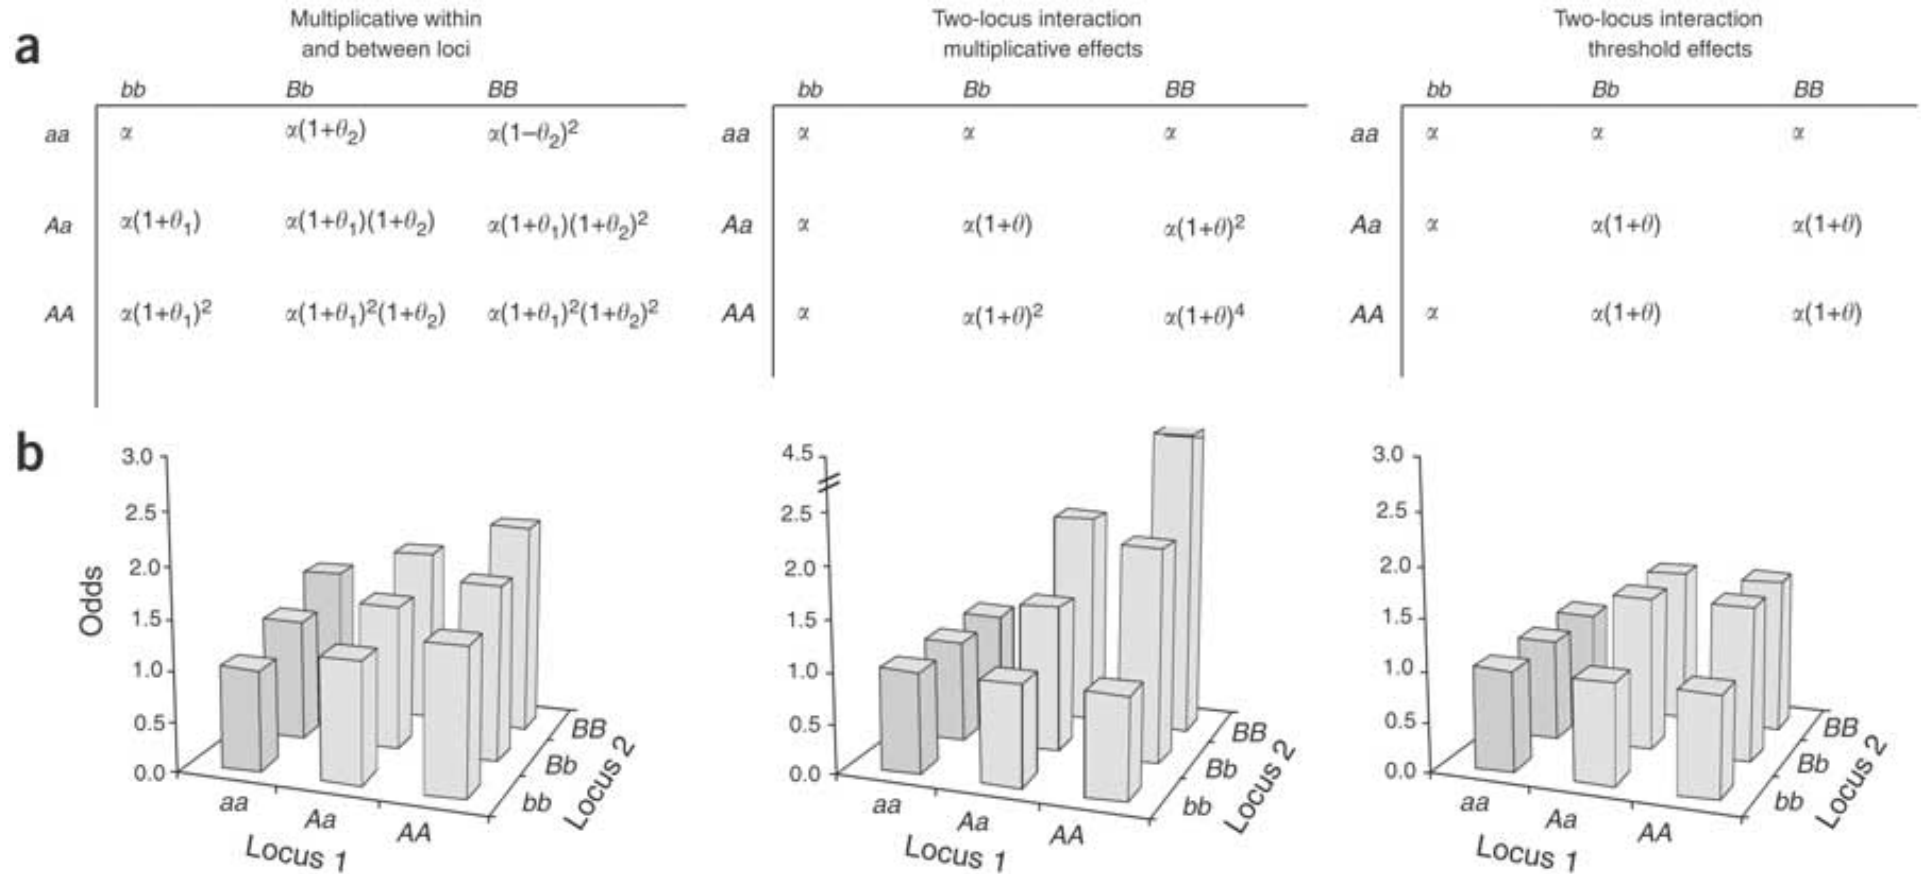 a
Multiplicative within
and between loci
bb Bb BB
aa α α(1+θ₂) α(1−θ₂)²
Aa α(1+θ₁) α(1+θ₁)(1+θ₂) α(1+θ₁)(1+θ₂)²
AA α(1+θ₁)² α(1+θ₁)²(1+θ₂) α(1+θ₁)²(1+θ₂)²
Two-locus interaction
multiplicative effects
bb Bb BB
aa α α α
Aa α α(1+θ) α(1+θ)²
AA α α(1+θ)² α(1+θ)⁴
Two-locus interaction
threshold effects
bb Bb BB
aa α α α
Aa α α(1+θ) α(1+θ)
AA α α(1+θ) α(1+θ)
b
Odds
3.0
2.5
2.0
1.5
1.0
0.5
0.0
aa
Aa
AA
Locus 1
bb
Bb
BB
Locus 2
4.5
2.5
2.0
1.5
1.0
0.5
0.0
aa
Aa
AA
Locus 1
bb
Bb
BB
Locus 2
3.0
2.5
2.0
1.5
1.0
0.5
0.0
aa
Aa
AA
Locus 1
bb
Bb
BB
Locus 2